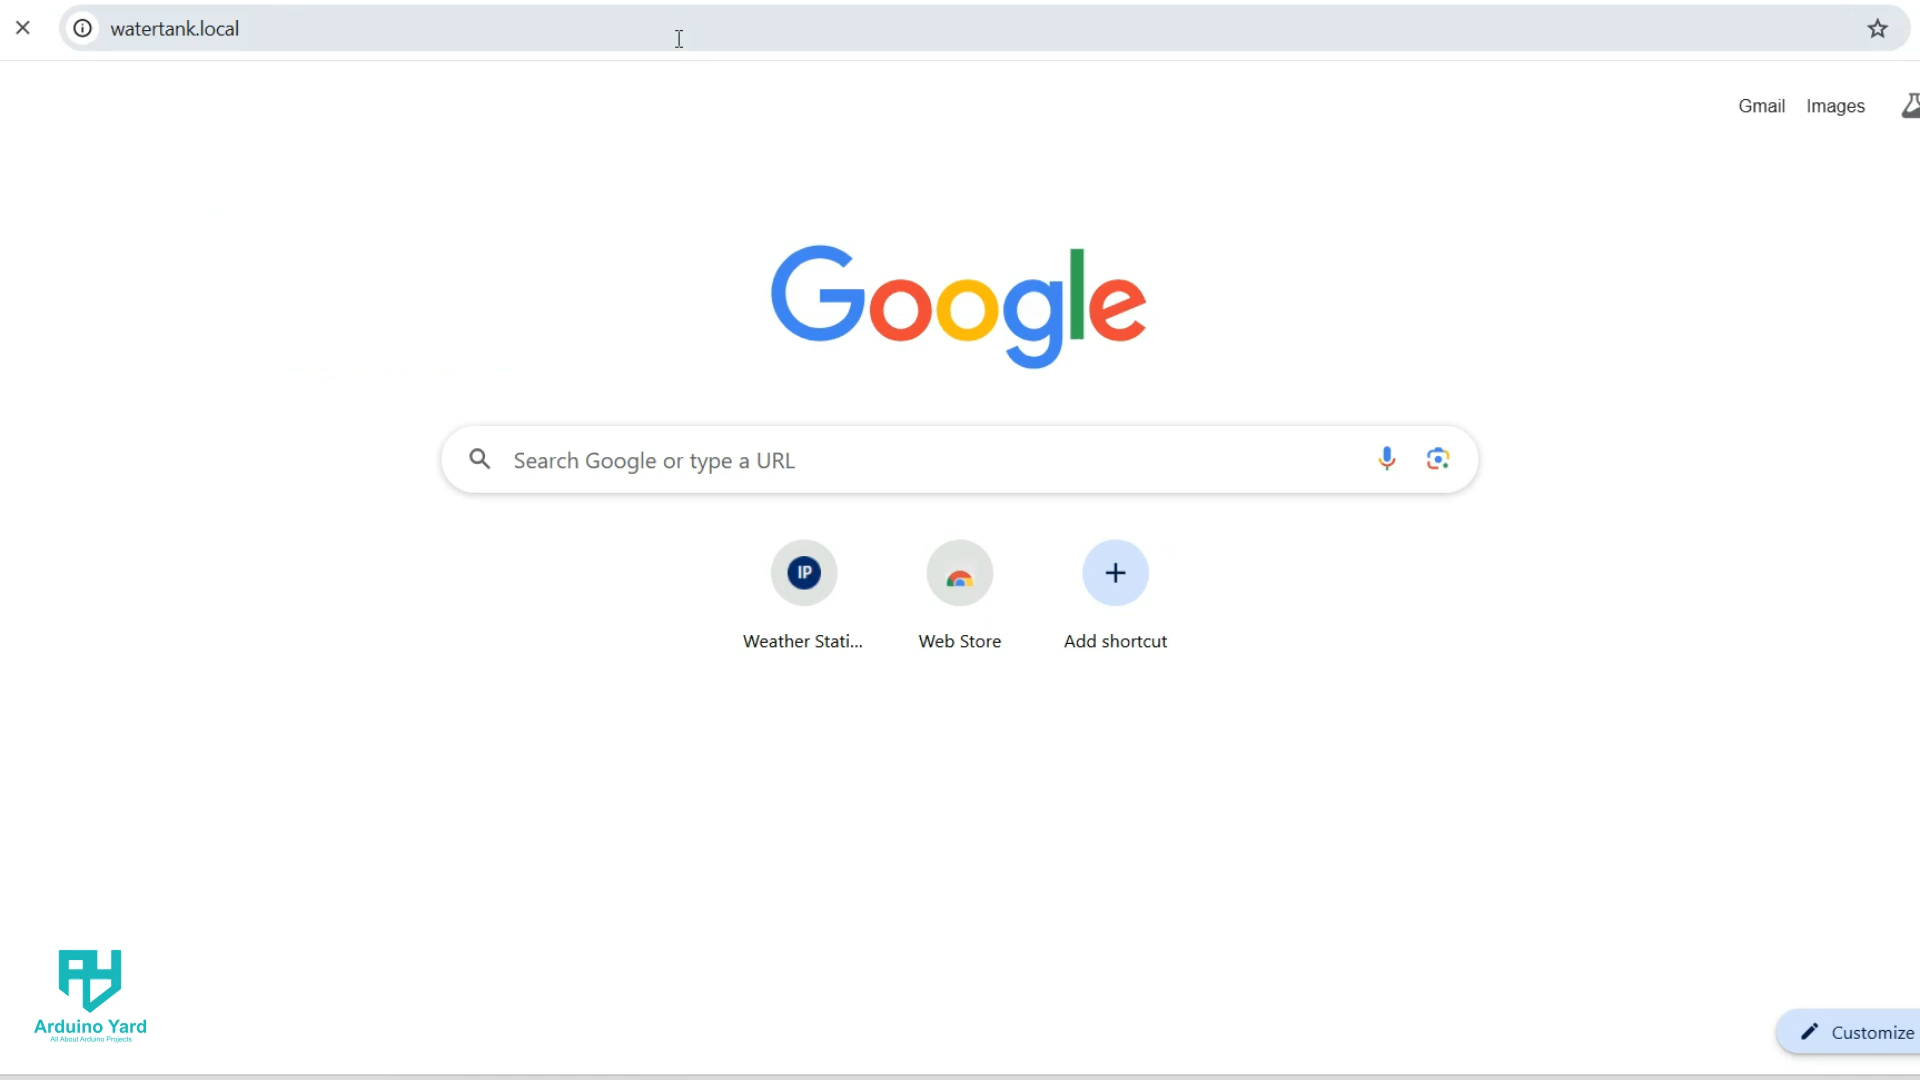 watertank.local
Gmail Images
Google
Search Google or type a URL
IP
Weather Stati... Web Store Add shortcut
Arduino Yard
All About Arduino Projects
Customize